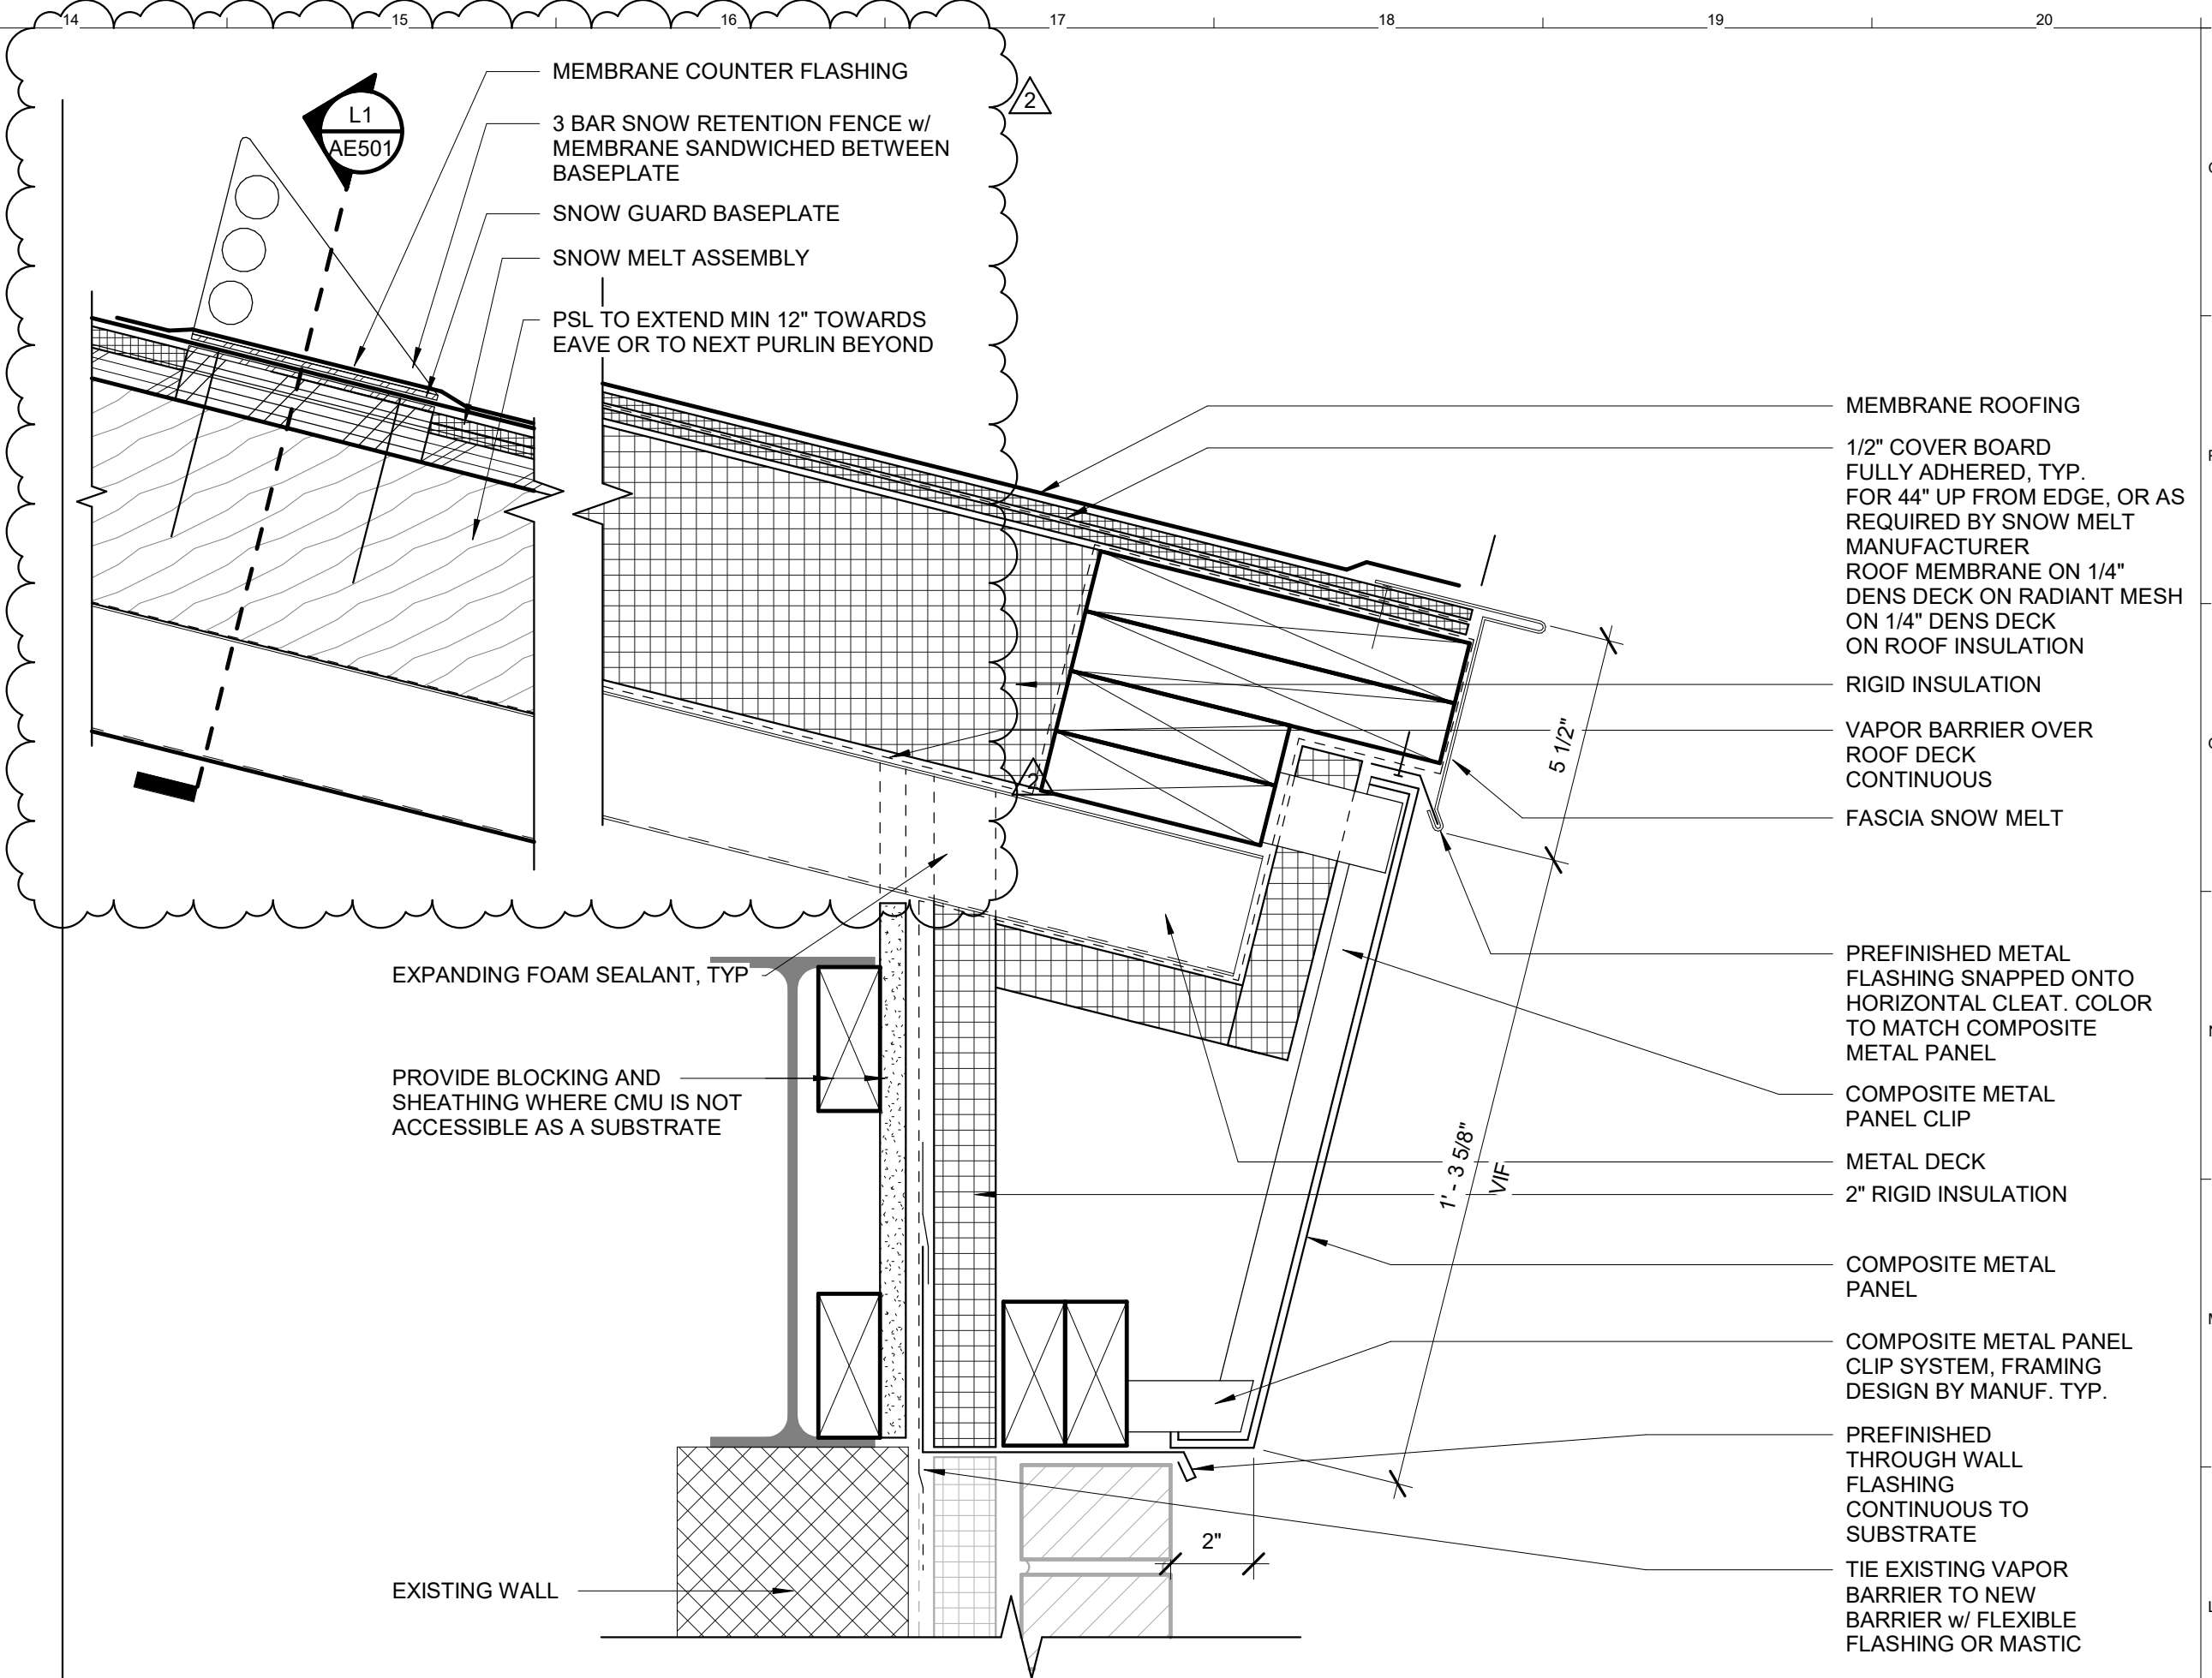 14 15 16 17 18 19 20
MEMBRANE COUNTER FLASHING
2
L1
AE501
3 BAR SNOW RETENTION FENCE w/
MEMBRANE SANDWICHED BETWEEN
BASEPLATE
SNOW GUARD BASEPLATE
SNOW MELT ASSEMBLY
PSL TO EXTEND MIN 12" TOWARDS
EAVE OR TO NEXT PURLIN BEYOND
MEMBRANE ROOFING
1/2" COVER BOARD
FULLY ADHERED, TYP.
FOR 44" UP FROM EDGE, OR AS
REQUIRED BY SNOW MELT
MANUFACTURER
ROOF MEMBRANE ON 1/4"
DENS DECK ON RADIANT MESH
ON 1/4" DENS DECK
ON ROOF INSULATION
RIGID INSULATION
VAPOR BARRIER OVER
ROOF DECK
CONTINUOUS
5 1/2"
2
FASCIA SNOW MELT
EXPANDING FOAM SEALANT, TYP
PREFINISHED METAL
FLASHING SNAPPED ONTO
HORIZONTAL CLEAT. COLOR
TO MATCH COMPOSITE
METAL PANEL
PROVIDE BLOCKING AND
SHEATHING WHERE CMU IS NOT
ACCESSIBLE AS A SUBSTRATE
COMPOSITE METAL
PANEL CLIP
METAL DECK
1' - 3 5/8"
VIF
2" RIGID INSULATION
COMPOSITE METAL
PANEL
COMPOSITE METAL PANEL
CLIP SYSTEM, FRAMING
DESIGN BY MANUF. TYP.
PREFINISHED
THROUGH WALL
FLASHING
CONTINUOUS TO
SUBSTRATE
2"
TIE EXISTING VAPOR
BARRIER TO NEW
BARRIER w/ FLEXIBLE
FLASHING OR MASTIC
EXISTING WALL